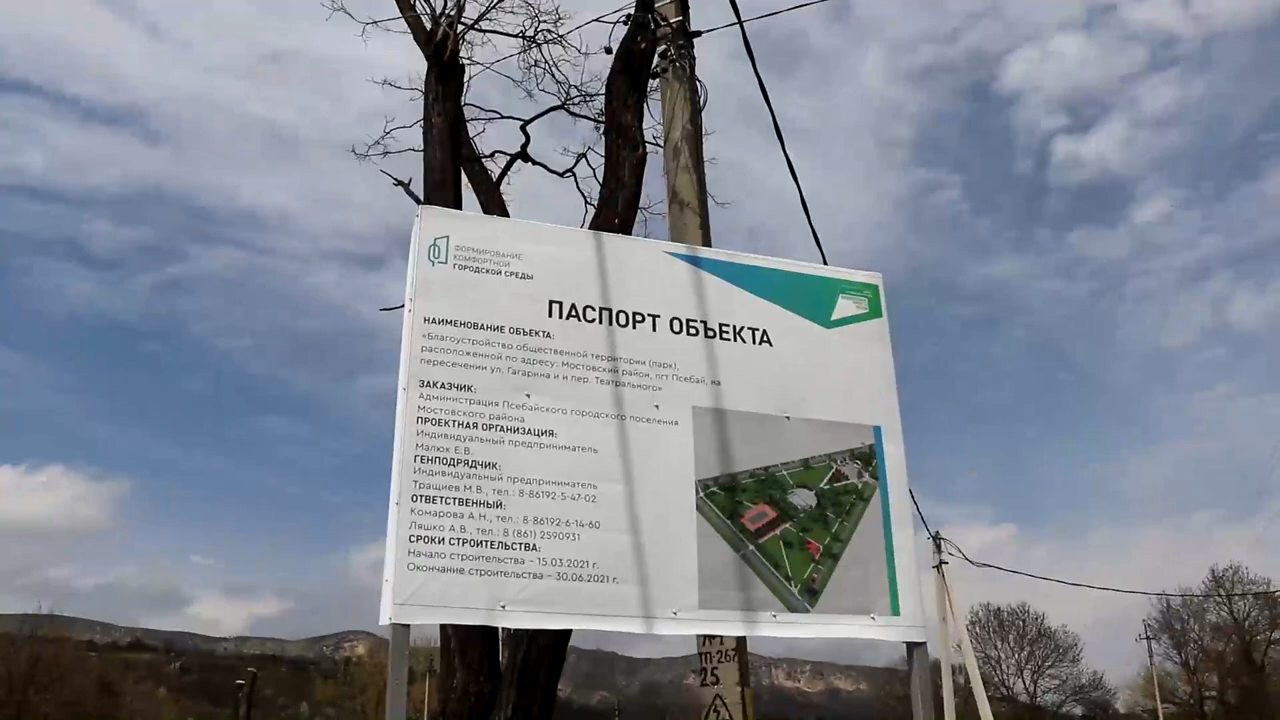 ФОРМИРОВАНИЕ
КОМФОРТНОЙ
ГОРОДСКОЙ СРЕДЫ
ПАСПОРТ ОБЪЕКТА
НАИМЕНОВАНИЕ ОБЪЕКТА:
«Благоустройство общественной территории (парк),
расположенной по адресу: Мостовский район, пгт Псебай, на
пересечении ул. Гагарина и и пер. Театрального»
ЗАКАЗЧИК:
Администрация Псебайского городского поселения
Мостовского района
ПРОЕКТНАЯ ОРГАНИЗАЦИЯ:
Индивидуальный предприниматель
Малюк Е.В.
ГЕНПОДРЯДЧИК:
Индивидуальный предприниматель
Тращиев М.В., тел.: 8-86192-5-47-02
ОТВЕТСТВЕННЫЙ:
Комарова А.Н., тел.: 8-86192-6-14-60
Ляшко А.В., тел.: 8 (861) 2590931
СРОКИ СТРОИТЕЛЬСТВА:
Начало строительства – 15.03.2021 г.
Окончание строительства – 30.06.2021 г.
ТП-267
25